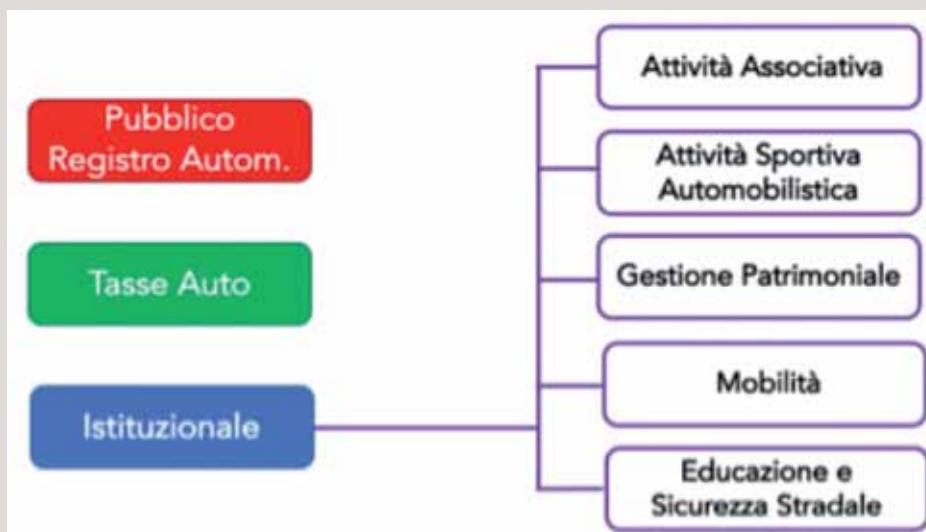 Pubblico
Registro Autom.
Tasse Auto
Istituzionale
Attività Associativa
Attività Sportiva
Automobilistica
Gestione Patrimoniale
Mobilità
Educazione e
Sicurezza Stradale